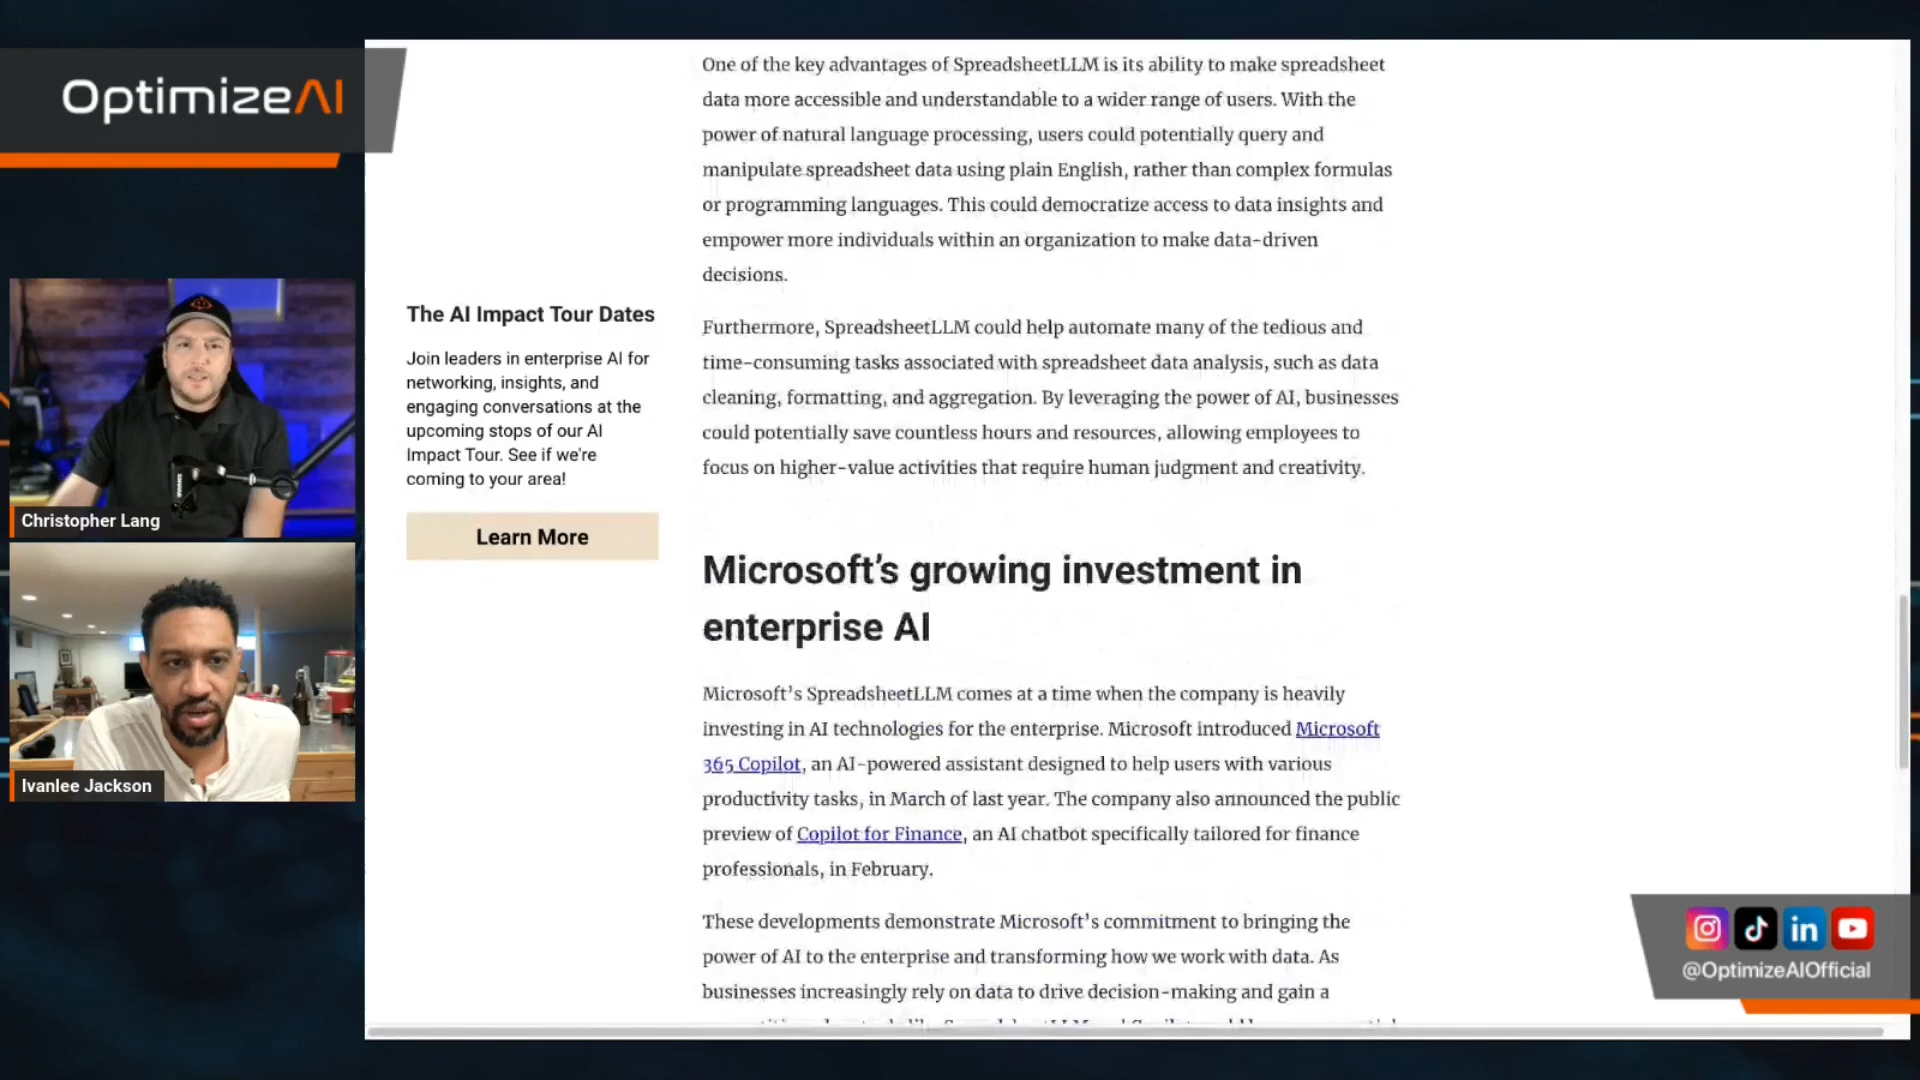 OptimizeAI
One of the key advantages of SpreadsheetLLM is its ability to make spreadsheet
data more accessible and understandable to a wider range of users. With the
power of natural language processing, users could potentially query and
manipulate spreadsheet data using plain English, rather than complex formulas
or programming languages. This could democratize access to data insights and
empower more individuals within an organization to make data-driven
decisions.
The AI Impact Tour Dates
Join leaders in enterprise AI for
networking, insights, and
engaging conversations at the
upcoming stops of our AI
Impact Tour. See if we're
coming to your area!
Learn More
Furthermore, SpreadsheetLLM could help automate many of the tedious and
time-consuming tasks associated with spreadsheet data analysis, such as data
cleaning, formatting, and aggregation. By leveraging the power of AI, businesses
could potentially save countless hours and resources, allowing employees to
focus on higher-value activities that require human judgment and creativity.
Christopher Lang
Ivanlee Jackson
Microsoft’s growing investment in
enterprise AI
Microsoft’s SpreadsheetLLM comes at a time when the company is heavily
investing in AI technologies for the enterprise. Microsoft introduced Microsoft
365 Copilot, an AI-powered assistant designed to help users with various
productivity tasks, in March of last year. The company also announced the public
preview of Copilot for Finance, an AI chatbot specifically tailored for finance
professionals, in February.
These developments demonstrate Microsoft’s commitment to bringing the
power of AI to the enterprise and transforming how we work with data. As
businesses increasingly rely on data to drive decision-making and gain a
@OptimizeAIOfficial